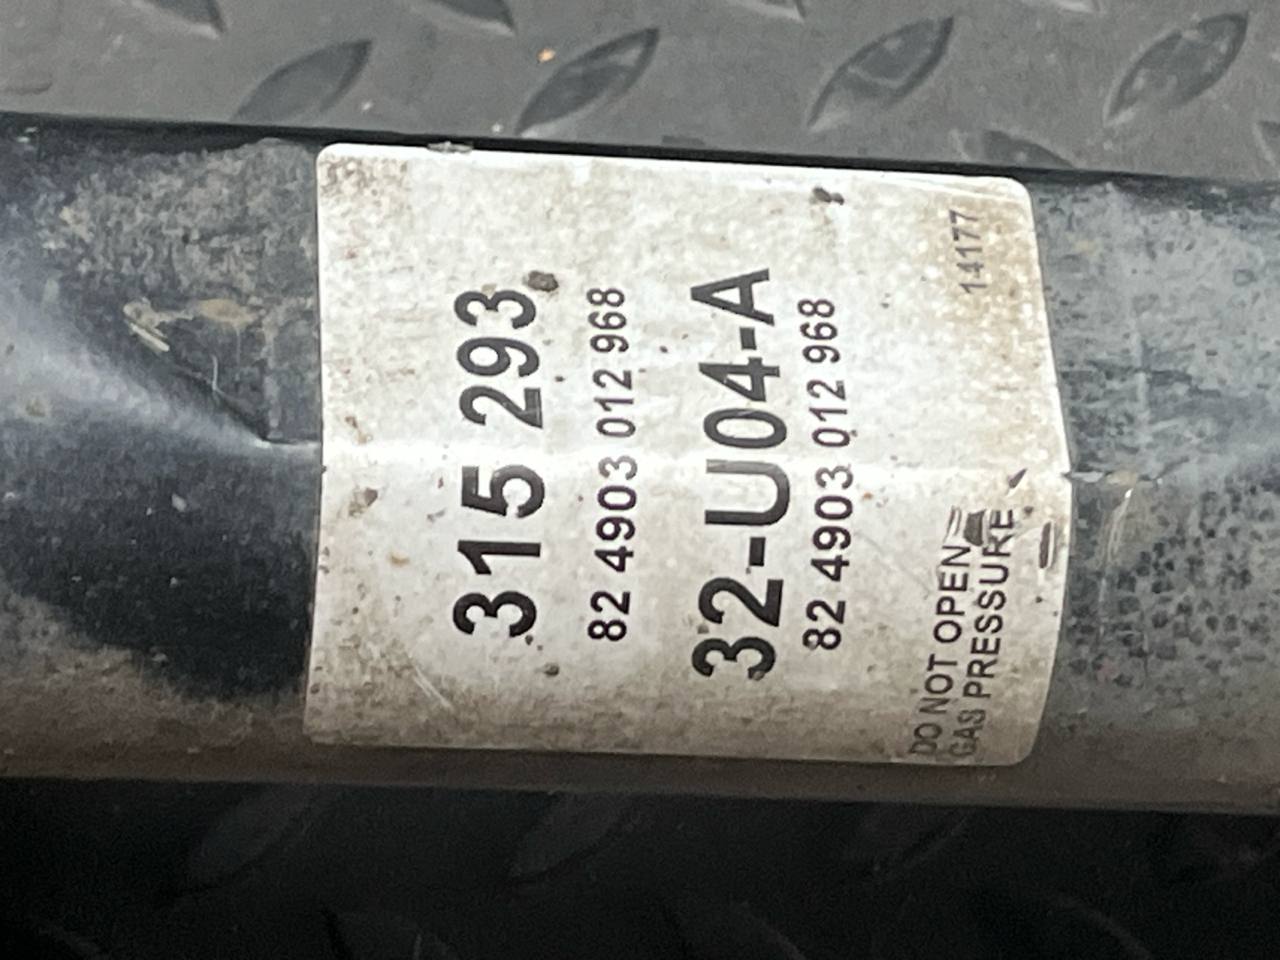 315 293
82 4903 012 968
32-U04-A
82 4903 012 968
DO NOT OPEN
GAS PRESSURE
14177